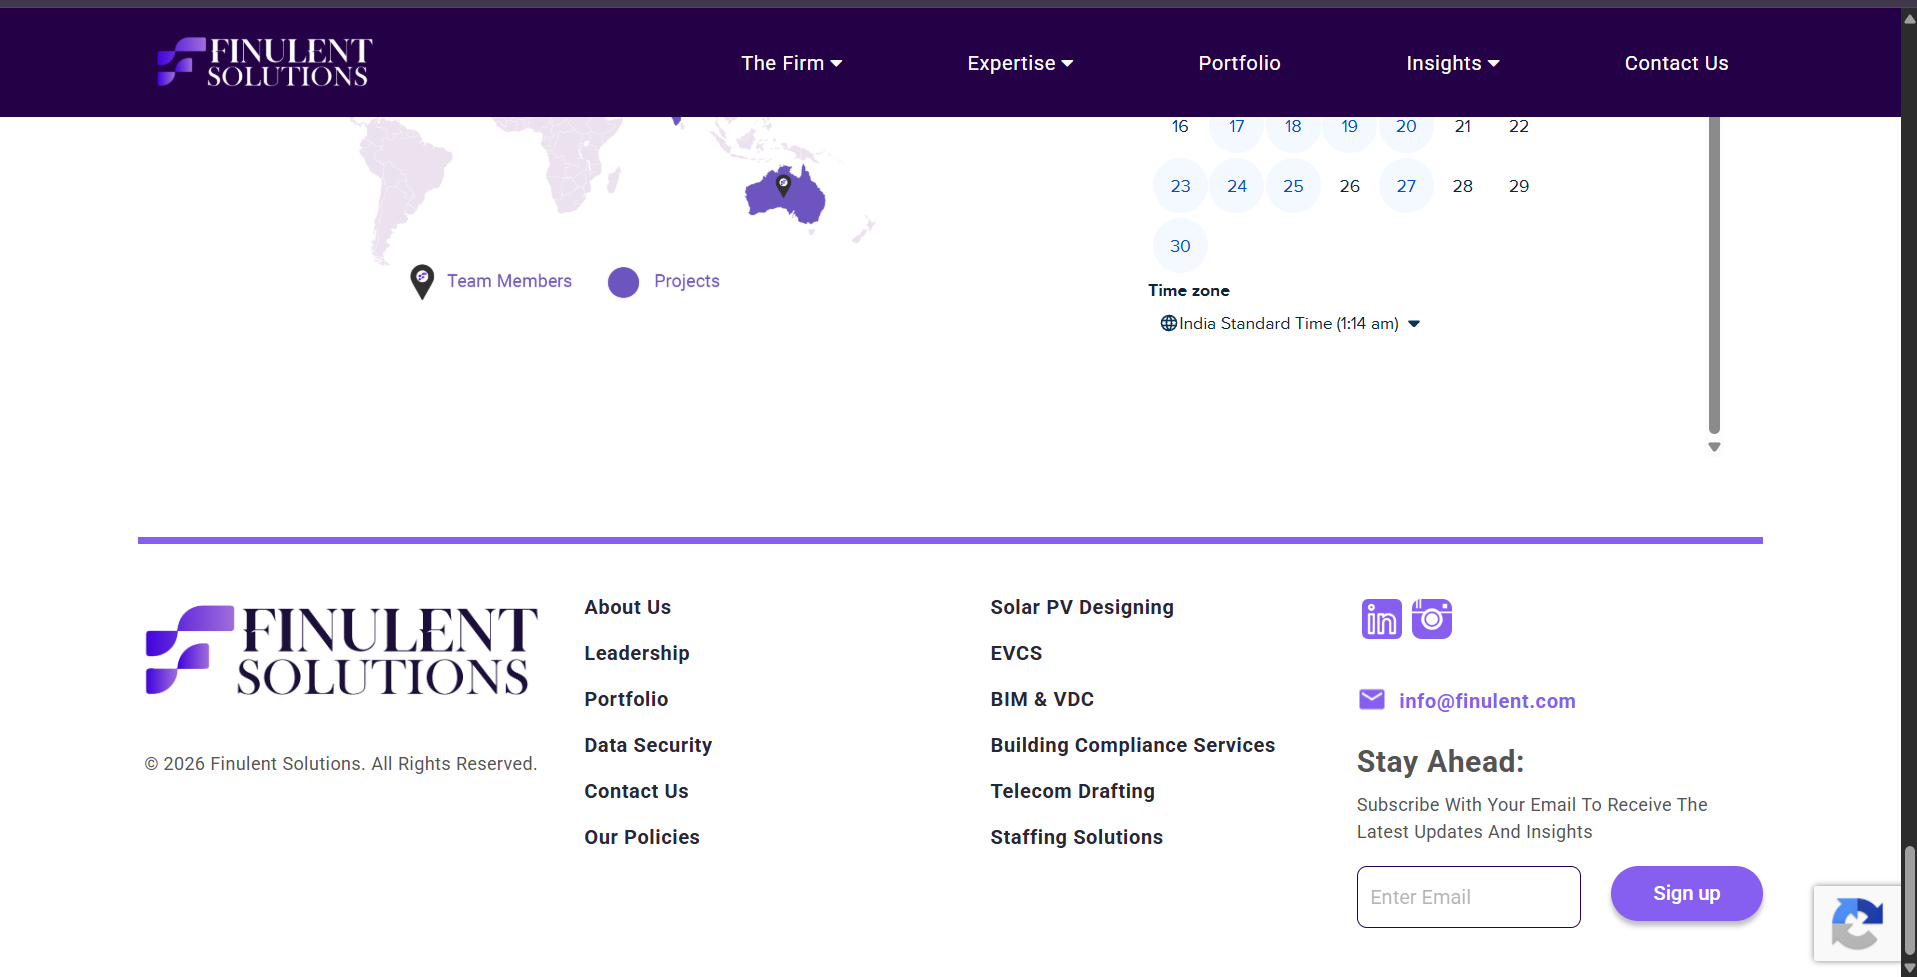 FINULENT
SOLUTIONS
The Firm
Expertise
Portfolio
Insights
Contact Us
16 17 18 19 20 21 22
23 24 25 26 27 28 29
30
Time zone
India Standard Time (1:14 am)
Team Members
Projects
FINULENT
SOLUTIONS
© 2026 Finulent Solutions. All Rights Reserved.
About Us
Leadership
Portfolio
Data Security
Contact Us
Our Policies
Solar PV Designing
EVCS
BIM & VDC
Building Compliance Services
Telecom Drafting
Staffing Solutions
in
info@finulent.com
Stay Ahead:
Subscribe With Your Email To Receive The
Latest Updates And Insights
Enter Email
Sign up